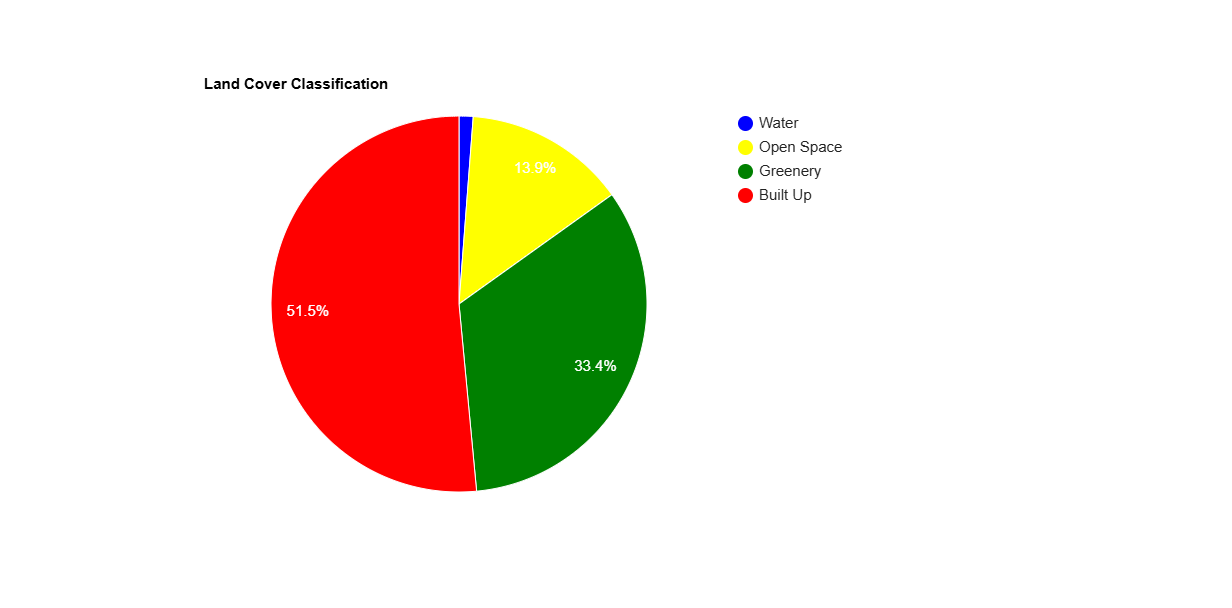 Land Cover Classification
Water
Open Space
Greenery
Built Up
13.9%
51.5%
33.4%